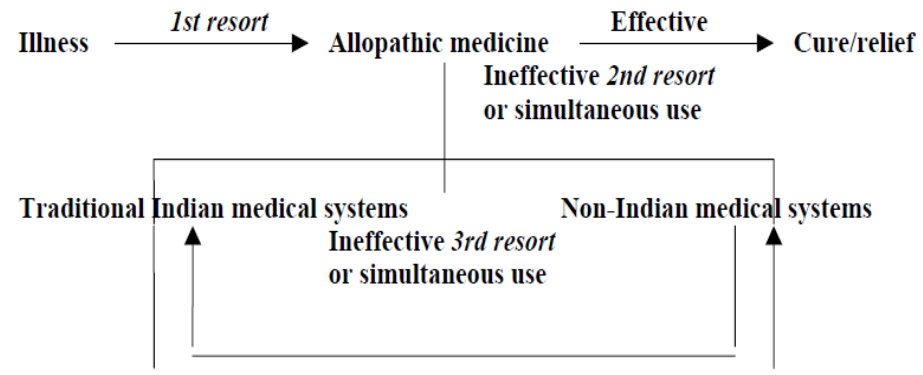 1st resort
Effective
Illness
Allopathic medicine
Cure/relief
Ineffective 2nd resort
or simultaneous use
Traditional Indian medical systems
Non-Indian medical systems
Ineffective 3rd resort
or simultaneous use